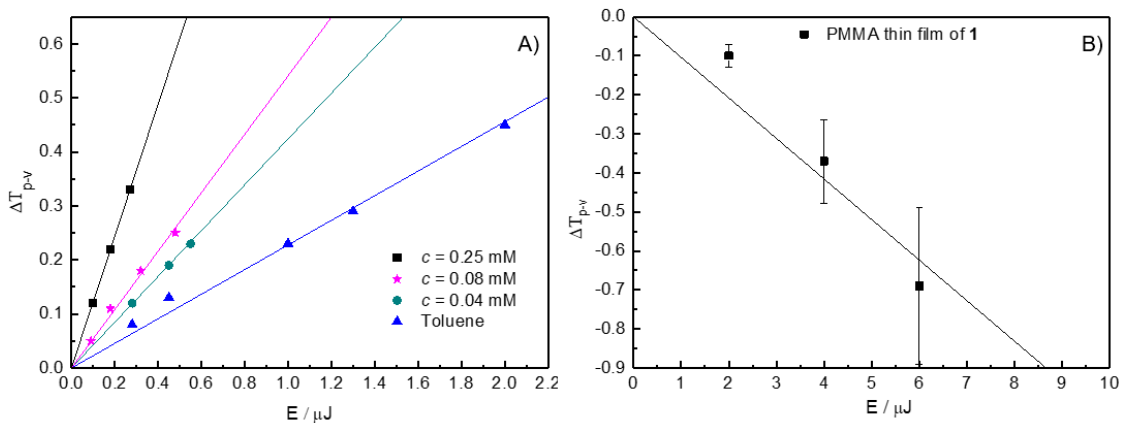 A)
0.6
0.5
0.4
0.3
0.2
0.1
0.0
ΔT_{p-v}
c = 0.25 mM
c = 0.08 mM
c = 0.04 mM
Toluene
0.0 0.2 0.4 0.6 0.8 1.0 1.2 1.4 1.6 1.8 2.0 2.2
E / μJ
B)
PMMA thin film of 1
0.0
-0.1
-0.2
-0.3
-0.4
-0.5
-0.6
-0.7
-0.8
-0.9
ΔT_{p-v}
0 1 2 3 4 5 6 7 8 9 10
E / μJ